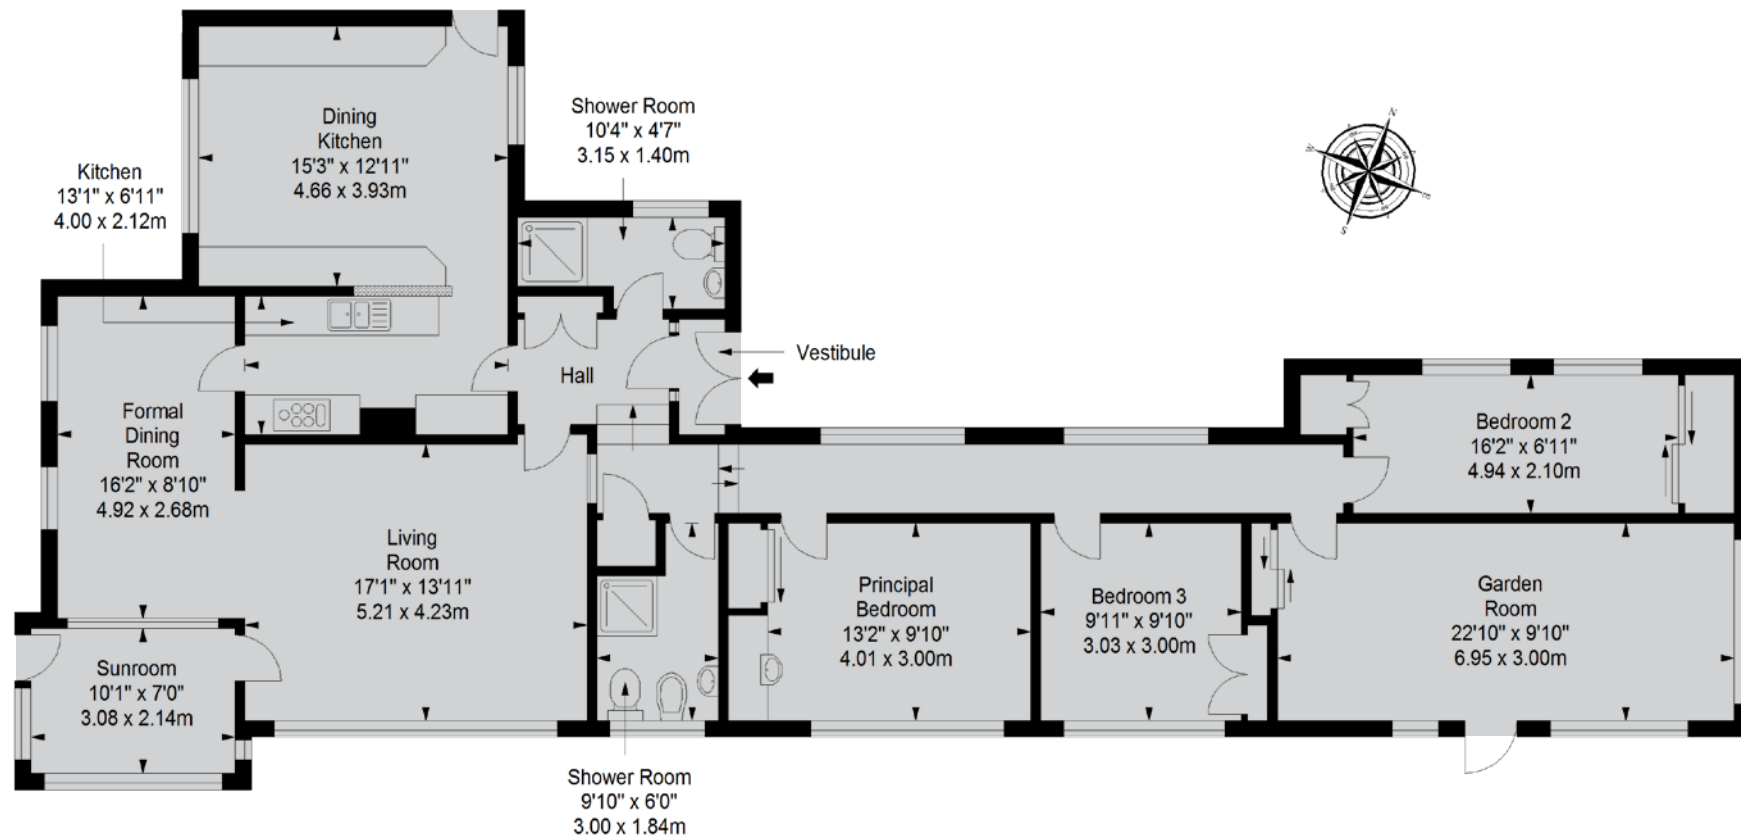 Dining
Kitchen
15'3" x 12'11"
4.66 x 3.93m
Shower Room
10'4" x 4'7"
3.15 x 1.40m
Kitchen
13'1" x 6'11"
4.00 x 2.12m
N
W
E
S
Vestibule
Hall
Formal
Dining
Room
16'2" x 8'10"
4.92 x 2.68m
Bedroom 2
16'2" x 6'11"
4.94 x 2.10m
Living
Room
17'1" x 13'11"
5.21 x 4.23m
Principal
Bedroom
13'2" x 9'10"
4.01 x 3.00m
Bedroom 3
9'11" x 9'10"
3.03 x 3.00m
Garden
Room
22'10" x 9'10"
6.95 x 3.00m
Sunroom
10'1" x 7'0"
3.08 x 2.14m
Shower Room
9'10" x 6'0"
3.00 x 1.84m